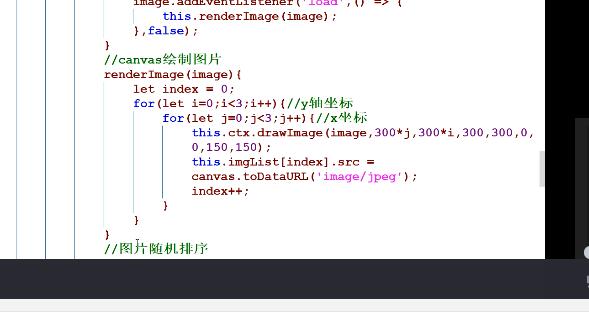 image.addEventListener('load',() => {
this.renderImage(image);
},false);
}
//canvas绘制图片
renderImage(image){
let index = 0;
for(let i=0;i<3;i++){//y轴坐标
for(let j=0;j<3;j++){//x坐标
this.ctx.drawImage(image,300*j,300*i,300,300,0,
0,150,150);
this.imgList[index].src =
canvas.toDataURL('image/jpeg');
index++;
}
}
}
//图片随机排序